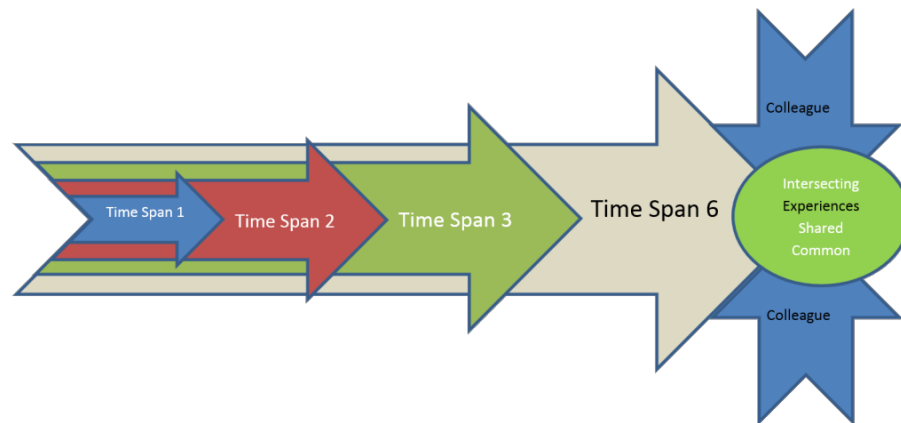 Colleague
Time Span 1
Time Span 2
Time Span 3
Time Span 6
Intersecting
Experiences
Shared
Common
Colleague